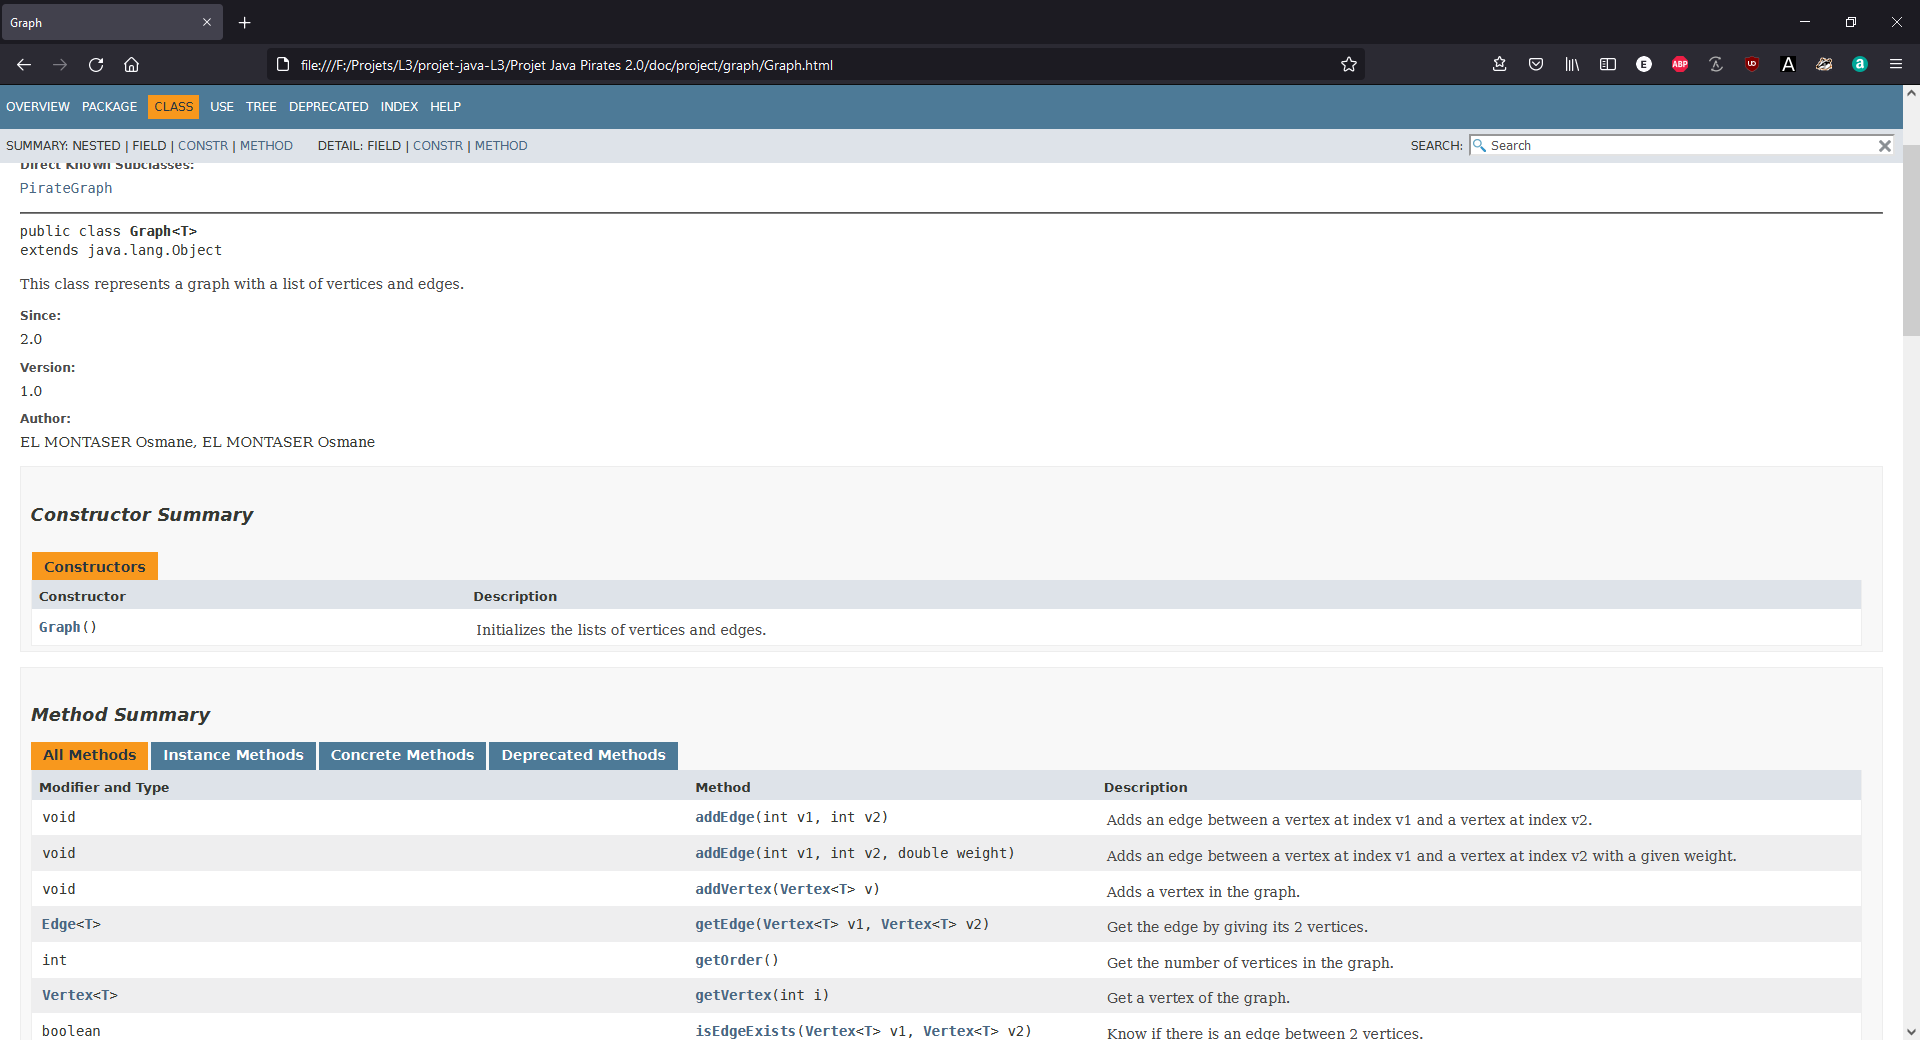 Graph
file:///F:/Projets/L3/projet-java-L3/Projet Java Pirates 2.0/doc/project/graph/Graph.html
E ABP UD A a
OVERVIEW PACKAGE CLASS USE TREE DEPRECATED INDEX HELP
SUMMARY: NESTED | FIELD | CONSTR | METHOD DETAIL: FIELD | CONSTR | METHOD SEARCH: Search
Direct Known Subclasses:
PirateGraph
public class Graph<T>
extends java.lang.Object
This class represents a graph with a list of vertices and edges.
Since:
2.0
Version:
1.0
Author:
EL MONTASER Osmane, EL MONTASER Osmane
Constructor Summary
Constructors
Constructor Description
Graph() Initializes the lists of vertices and edges.
Method Summary
All Methods Instance Methods Concrete Methods Deprecated Methods
Modifier and Type Method Description
void addEdge(int v1, int v2) Adds an edge between a vertex at index v1 and a vertex at index v2.
void addEdge(int v1, int v2, double weight) Adds an edge between a vertex at index v1 and a vertex at index v2 with a given weight.
void addVertex(Vertex<T> v) Adds a vertex in the graph.
Edge<T> getEdge(Vertex<T> v1, Vertex<T> v2) Get the edge by giving its 2 vertices.
int getOrder() Get the number of vertices in the graph.
Vertex<T> getVertex(int i) Get a vertex of the graph.
boolean isEdgeExists(Vertex<T> v1, Vertex<T> v2) Know if there is an edge between 2 vertices.